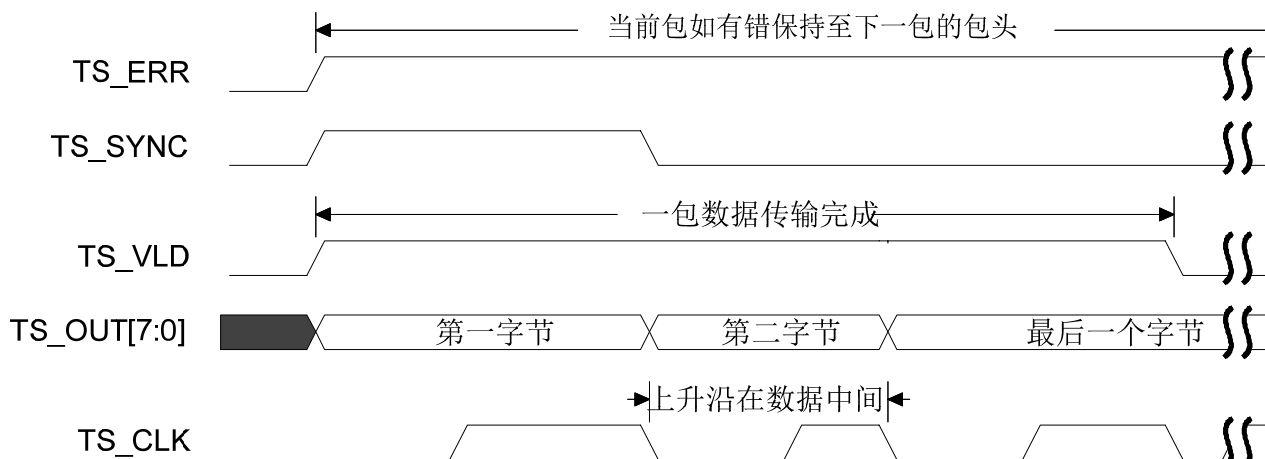 当前包如有错保持至下一包的包头
TS_ERR
TS_SYNC
一包数据传输完成
TS_VLD
TS_OUT[7:0] 第一字节 第二字节 最后一个字节
上升沿在数据中间
TS_CLK